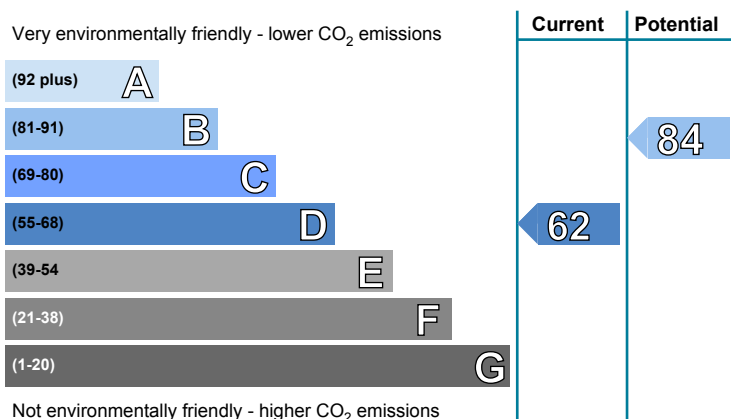 Very environmentally friendly - lower CO2 emissions
Current
Potential
(92 plus) A
(81-91) B
84
(69-80) C
(55-68) D
62
(39-54 E
(21-38) F
(1-20) G
Not environmentally friendly - higher CO2 emissions